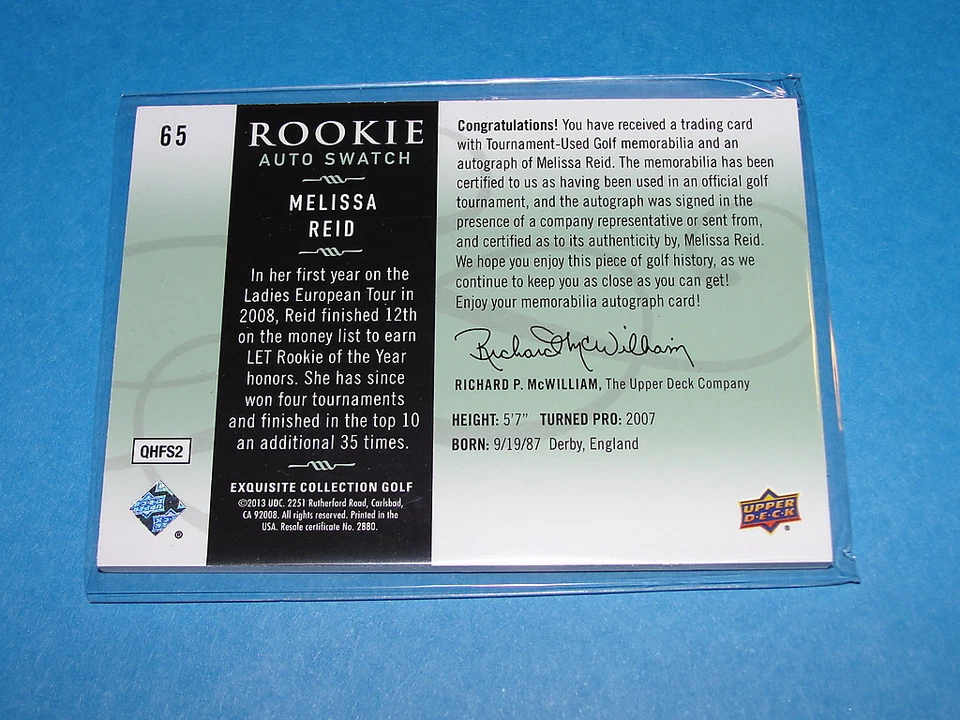 65
ROOKIE
AUTO SWATCH
MELISSA
REID
In her first year on the
Ladies European Tour in
2008, Reid finished 12th
on the money list to earn
LET Rookie of the Year
honors. She has since
won four tournaments
and finished in the top 10
an additional 35 times.
EXQUISITE COLLECTION GOLF
©2013 UDC. 2251 Rutherford Road, Carlsbad,
CA 92008. All rights reserved. Printed in the
USA. Resale certificate No. 2880.
QHFS2
®
Congratulations! You have received a trading card
with Tournament-Used Golf memorabilia and an
autograph of Melissa Reid. The memorabilia has been
certified to us as having been used in an official golf
tournament, and the autograph was signed in the
presence of a company representative or sent from,
and certified as to its authenticity by, Melissa Reid.
We hope you enjoy this piece of golf history, as we
continue to keep you as close as you can get!
Enjoy your memorabilia autograph card!
Richard McWilliam
RICHARD P. McWILLIAM, The Upper Deck Company
HEIGHT: 5'7" TURNED PRO: 2007
BORN: 9/19/87 Derby, England
UPPER
DECK
®